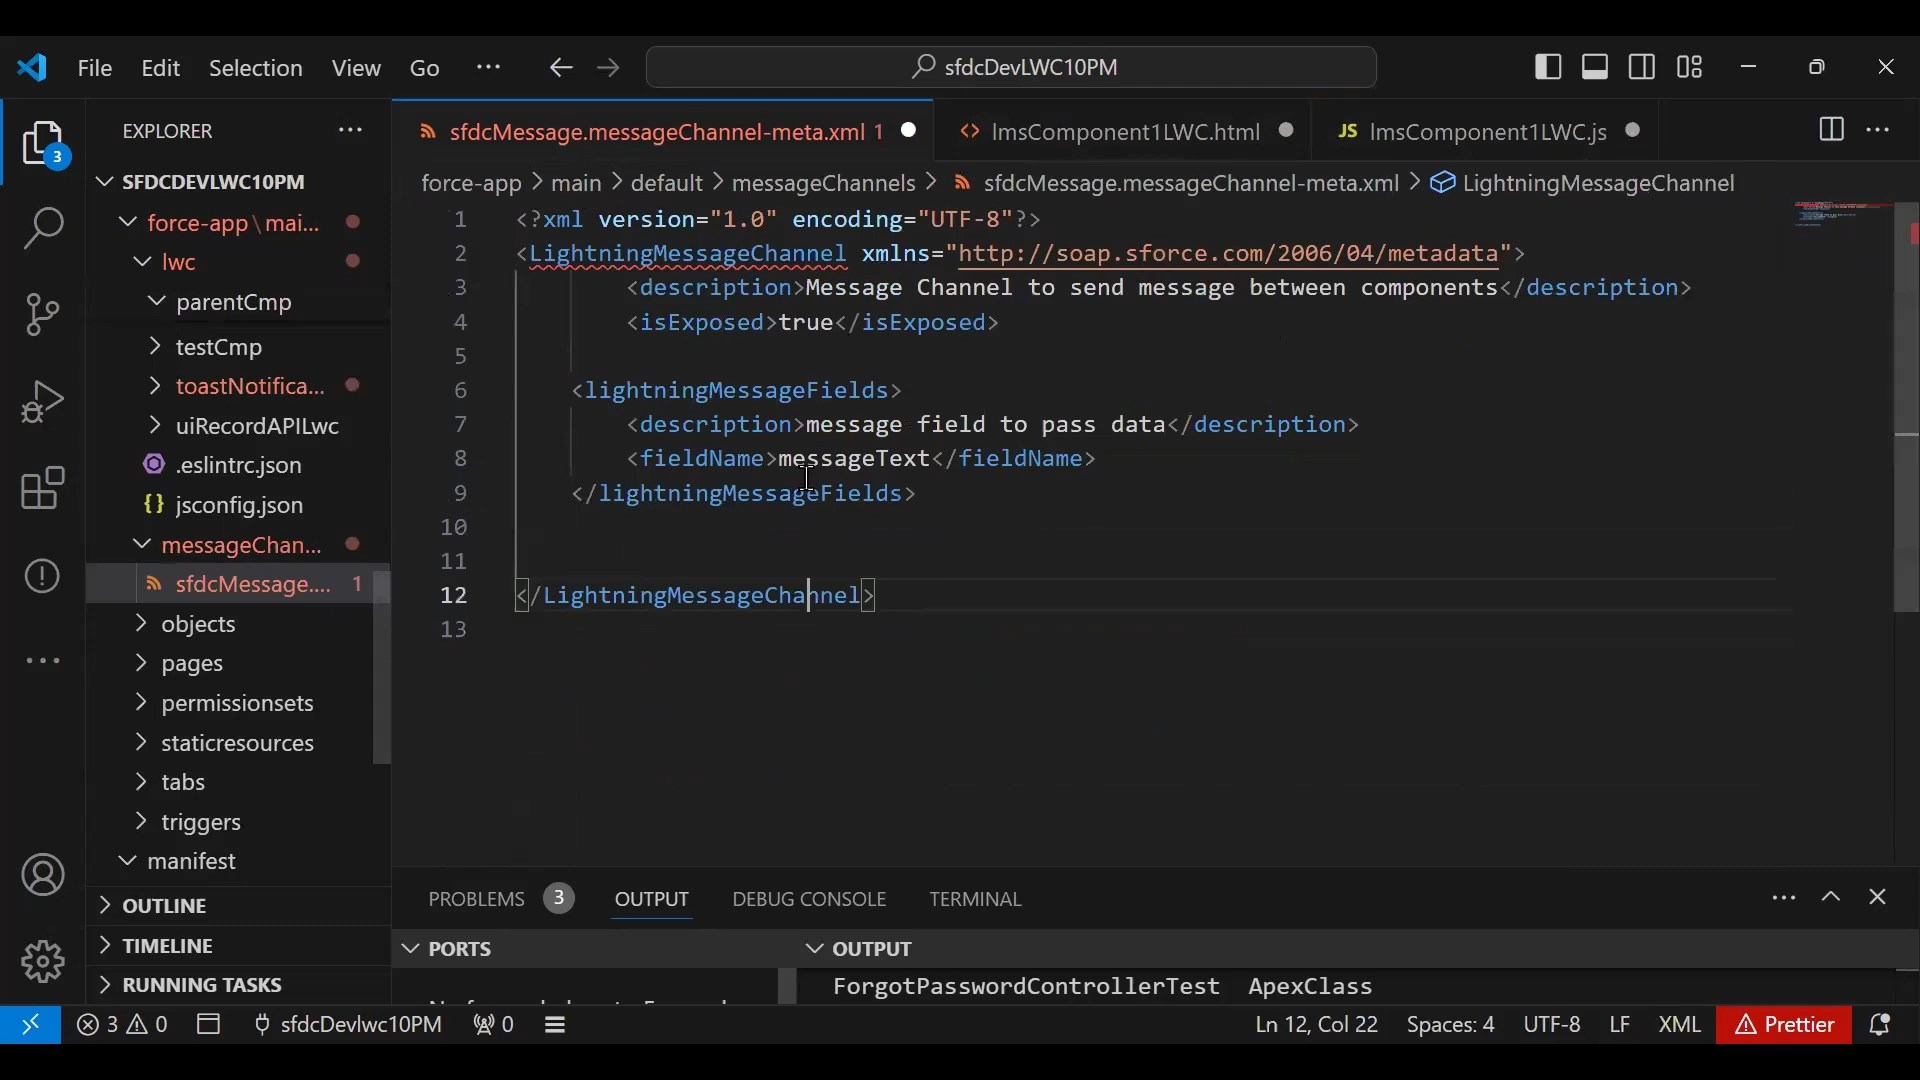 File Edit Selection View Go ··· sfdcDevLWC10PM
3
EXPLORER ···
SFDCDEVLWC10PM
force-app\mai...
lwc
parentCmp
testCmp
toastNotifica...
uiRecordAPILwc
.eslintrc.json
{} jsconfig.json
messageChan...
sfdcMessage.... 1
objects
pages
permissionsets
staticresources
tabs
triggers
manifest
OUTLINE
TIMELINE
RUNNING TASKS
sfdcMessage.messageChannel-meta.xml 1
<> lmsComponent1LWC.html
JS lmsComponent1LWC.js
force-app > main > default > messageChannels > sfdcMessage.messageChannel-meta.xml > LightningMessageChannel
1 <?xml version="1.0" encoding="UTF-8"?>
2 <LightningMessageChannel xmlns="http://soap.sforce.com/2006/04/metadata">
3 <description>Message Channel to send message between components</description>
4 <isExposed>true</isExposed>
5
6 <lightningMessageFields>
7 <description>message field to pass data</description>
8 <fieldName>messageText</fieldName>
9 </lightningMessageFields>
10
11
12 </LightningMessageChannel>
13
PROBLEMS 3 OUTPUT DEBUG CONSOLE TERMINAL
PORTS
OUTPUT
ForgotPasswordControllerTest ApexClass
3 0 sfdcDevlwc10PM 0 Ln 12, Col 22 Spaces: 4 UTF-8 LF XML Prettier